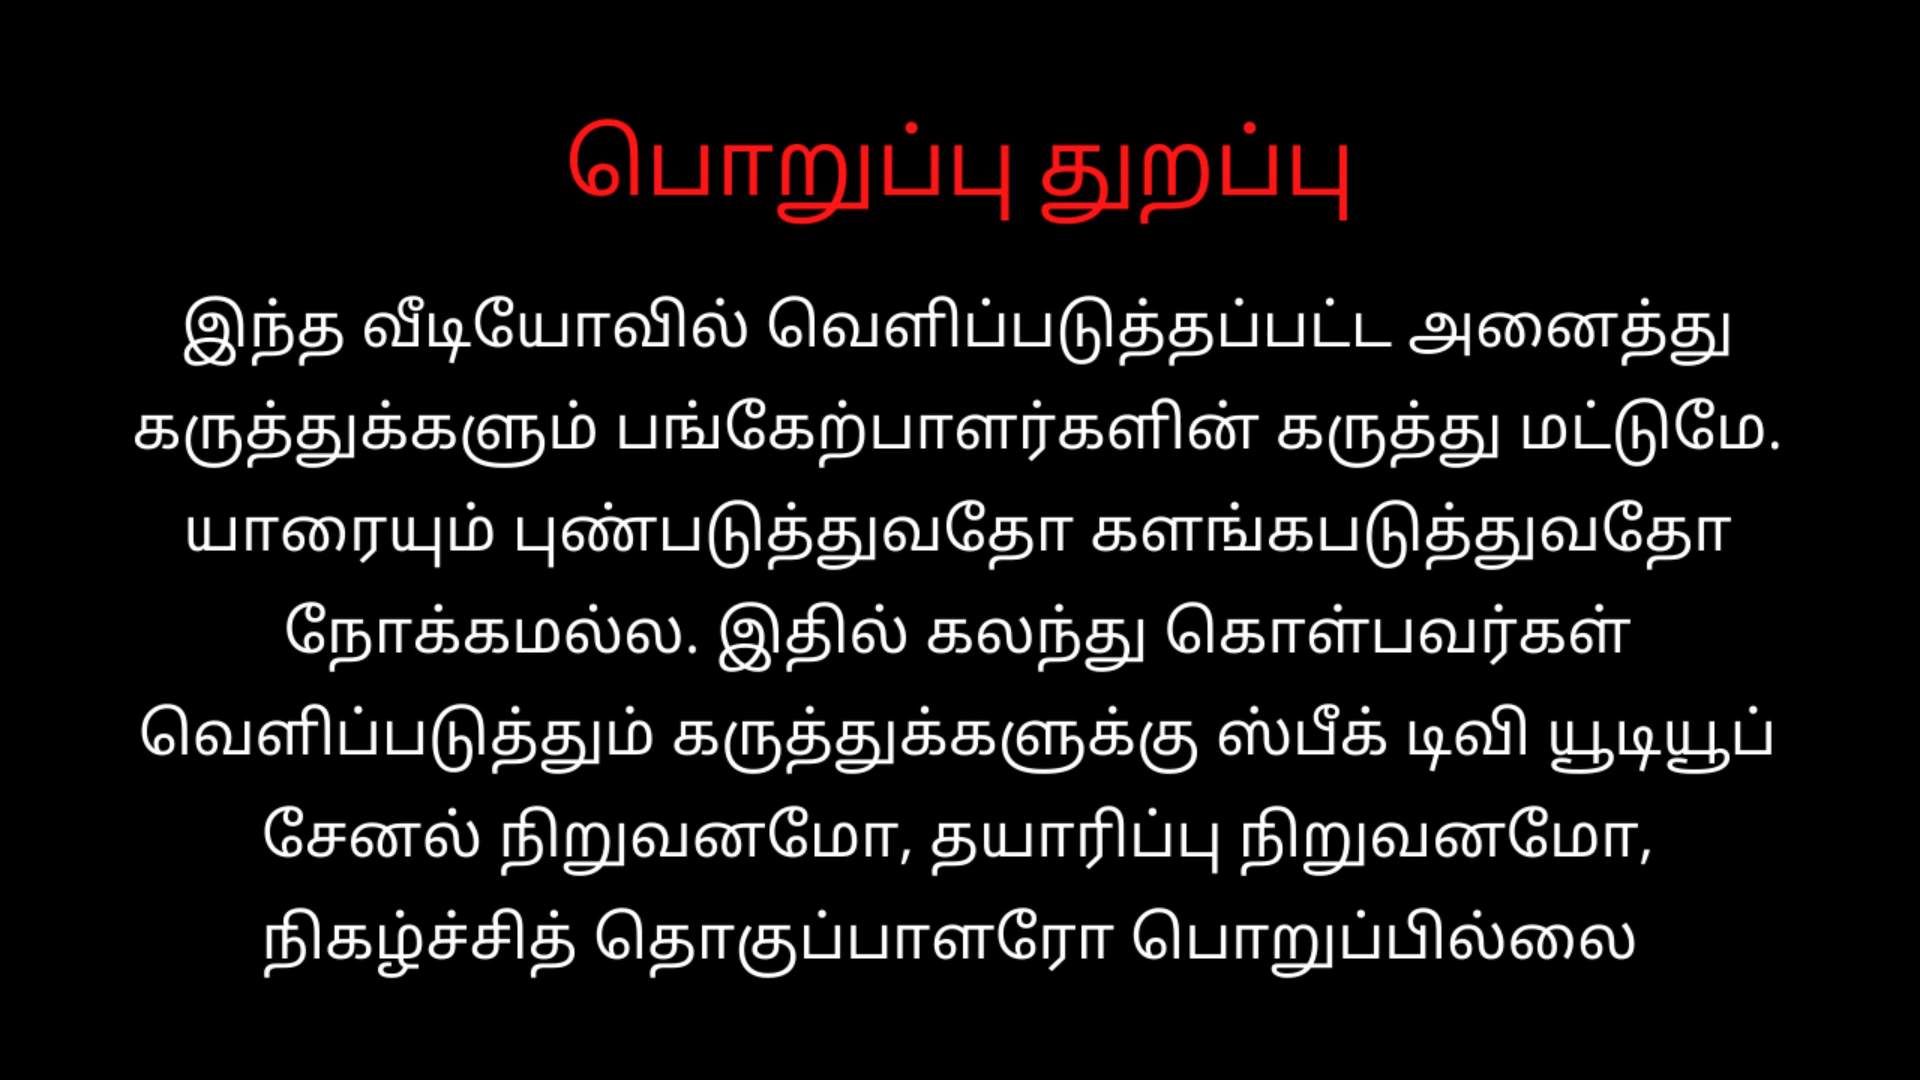 பொறுப்பு துறப்பு
இந்த வீடியோவில் வெளிப்படுத்தப்பட்ட அனைத்து
கருத்துக்களும் பங்கேற்பாளர்களின் கருத்து மட்டுமே.
யாரையும் புண்படுத்துவதோ களங்கபடுத்துவதோ
நோக்கமல்ல. இதில் கலந்து கொள்பவர்கள்
வெளிப்படுத்தும் கருத்துக்களுக்கு ஸ்பீக் டிவி யூடியூப்
சேனல் நிறுவனமோ, தயாரிப்பு நிறுவனமோ,
நிகழ்ச்சித் தொகுப்பாளரோ பொறுப்பில்லை